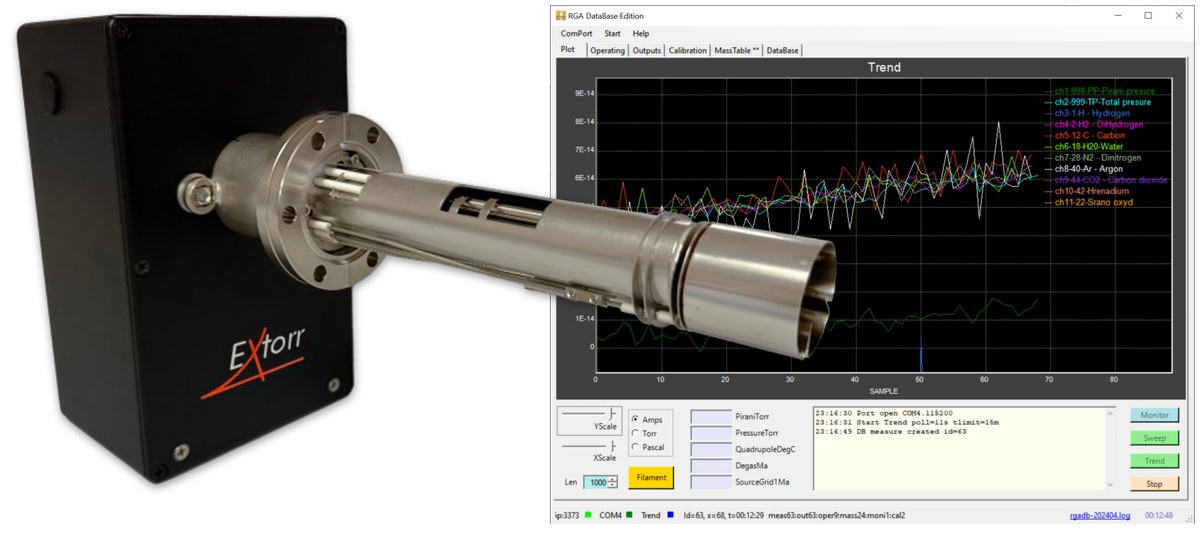 Extorr
RGA DataBase Edition
ComPort Start Help
Plot Operating Outputs Calibration MassTable ** DataBase
Trend
9E-14
8E-14
7E-14
6E-14
1E-14
0
ch1-998-PP-Pirani presure
ch2-999-TP-Total presure
ch3-1-H - Hydrogen
ch4-2-H2 - DiHydrogen
ch5-12-C - Carbon
ch6-18-H20-Water
ch7-28-N2 - Dinitrogen
ch8-40-Ar - Argon
ch9-44-CO2 - Carbon dioxide
ch10-42-Hrenadium
ch11-22-Srano oxyd
0 10 20 30 40 50 60 70 80
SAMPLE
YScale
XScale
Len 1000
Amps
Torr
Pascal
Filament
PiraniTorr
PressureTorr
QuadrupoleDegC
DegasMa
SourceGrid1Ma
23:16:30 Port open COM4.115200
23:16:31 Start Trend poll=11s tlimit=15m
23:16:49 DB measure created id=63
Monitor
Sweep
Trend
Stop
ip:3373 COM4 Trend Id=63, x=68, t=00:12:29 meas63:out63:oper9:mass24:moni1:cal2 rgadb-202404.log 00:12:48